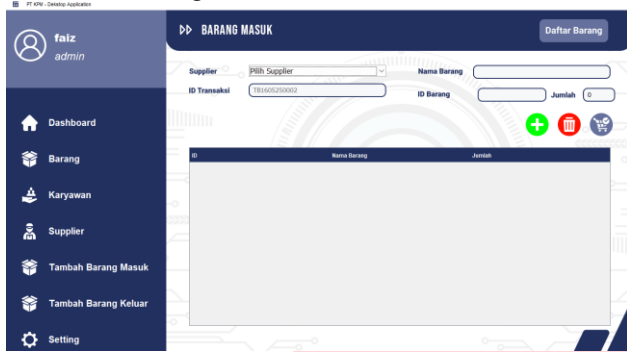 PT KPM - Dekstop Application
faiz
admin
BARANG MASUK
Daftar Barang
Supplier
Pilih Supplier
Nama Barang
ID Transaksi
TB1605250002
ID Barang
Jumlah
0
Dashboard
Barang
Karyawan
Supplier
Tambah Barang Masuk
Tambah Barang Keluar
Setting
ID
Nama Barang
Jumlah